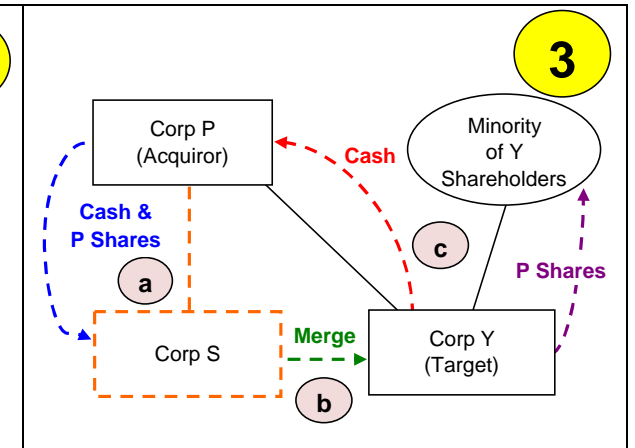 3
Corp P
(Acquiror)
Minority
of Y
Shareholders
Cash
Cash &
P Shares
c
P Shares
a
Corp S
Merge
Corp Y
(Target)
b